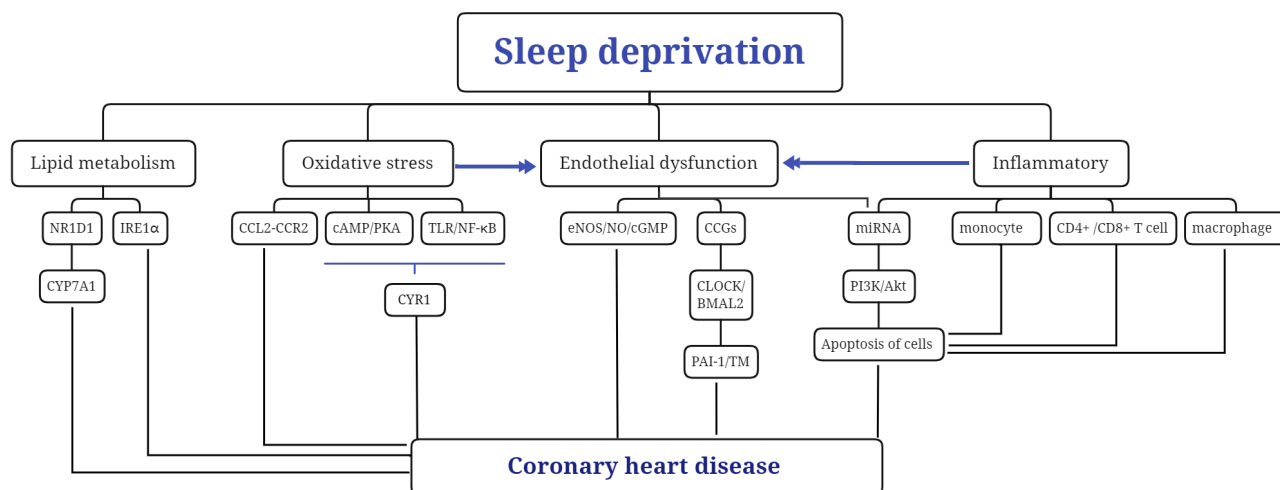 Sleep deprivation
Lipid metabolism
Oxidative stress
Endothelial dysfunction
Inflammatory
NR1D1
IRE1α
CCL2-CCR2
cAMP/PKA
TLR/NF-κB
eNOS/NO/cGMP
CCGs
miRNA
monocyte
CD4+ /CD8+ T cell
macrophage
CYP7A1
CYR1
CLOCK/
BMAL2
PI3K/Akt
PAI-1/TM
Apoptosis of cells
Coronary heart disease